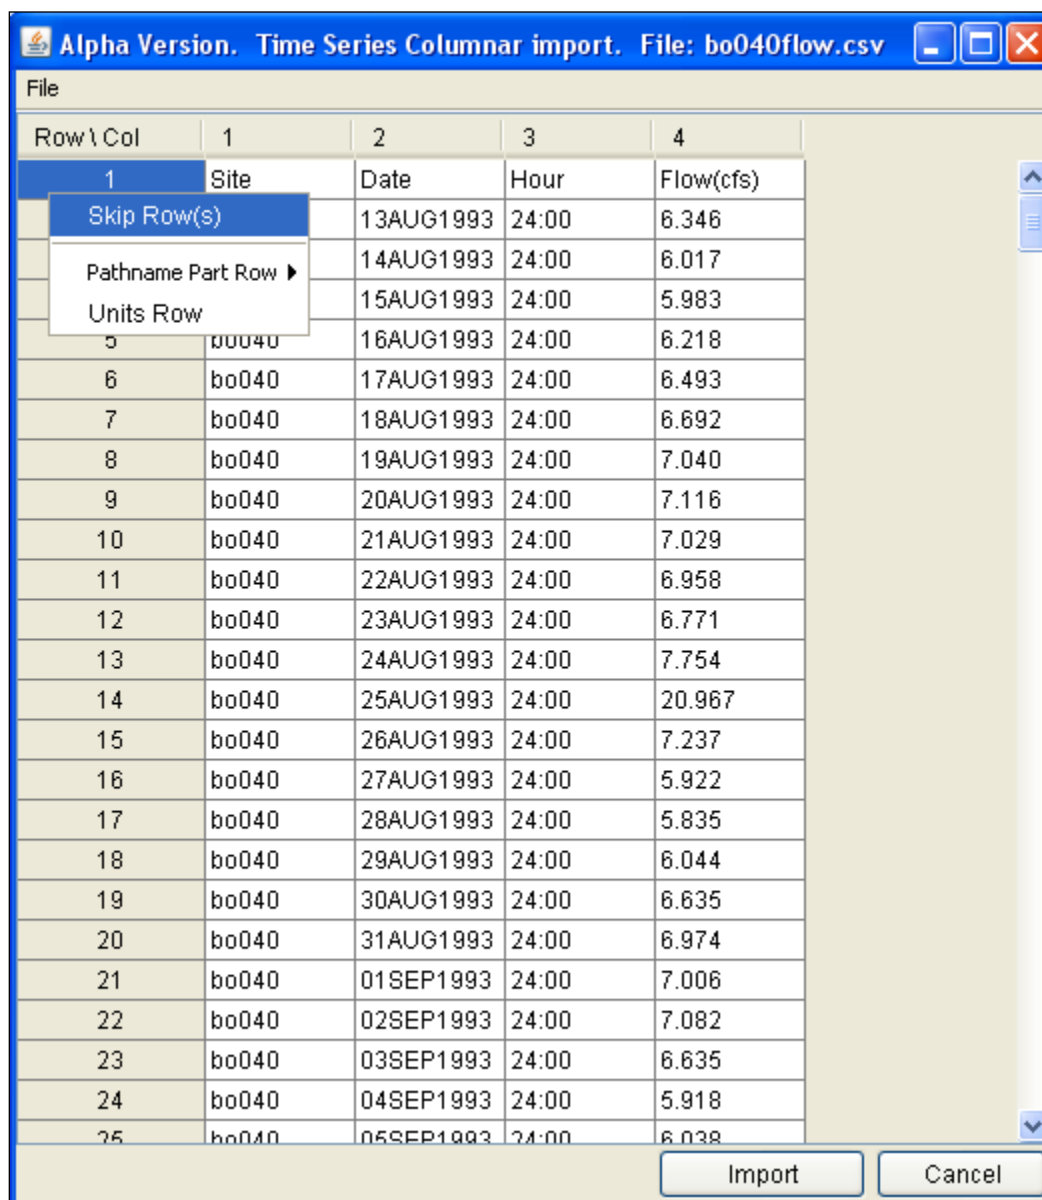 Alpha Version. Time Series Columnar import. File: bo040flow.csv
File
Row \ Col 1 2 3 4
1 Site Date Hour Flow(cfs)
Skip Row(s) 13AUG1993 24:00 6.346
14AUG1993 24:00 6.017
Pathname Part Row
15AUG1993 24:00 5.983
Units Row
5 bo040 16AUG1993 24:00 6.218
6 bo040 17AUG1993 24:00 6.493
7 bo040 18AUG1993 24:00 6.692
8 bo040 19AUG1993 24:00 7.040
9 bo040 20AUG1993 24:00 7.116
10 bo040 21AUG1993 24:00 7.029
11 bo040 22AUG1993 24:00 6.958
12 bo040 23AUG1993 24:00 6.771
13 bo040 24AUG1993 24:00 7.754
14 bo040 25AUG1993 24:00 20.967
15 bo040 26AUG1993 24:00 7.237
16 bo040 27AUG1993 24:00 5.922
17 bo040 28AUG1993 24:00 5.835
18 bo040 29AUG1993 24:00 6.044
19 bo040 30AUG1993 24:00 6.635
20 bo040 31AUG1993 24:00 6.974
21 bo040 01SEP1993 24:00 7.006
22 bo040 02SEP1993 24:00 7.082
23 bo040 03SEP1993 24:00 6.635
24 bo040 04SEP1993 24:00 5.918
25 bo040 05SEP1993 24:00 6.038
Import Cancel